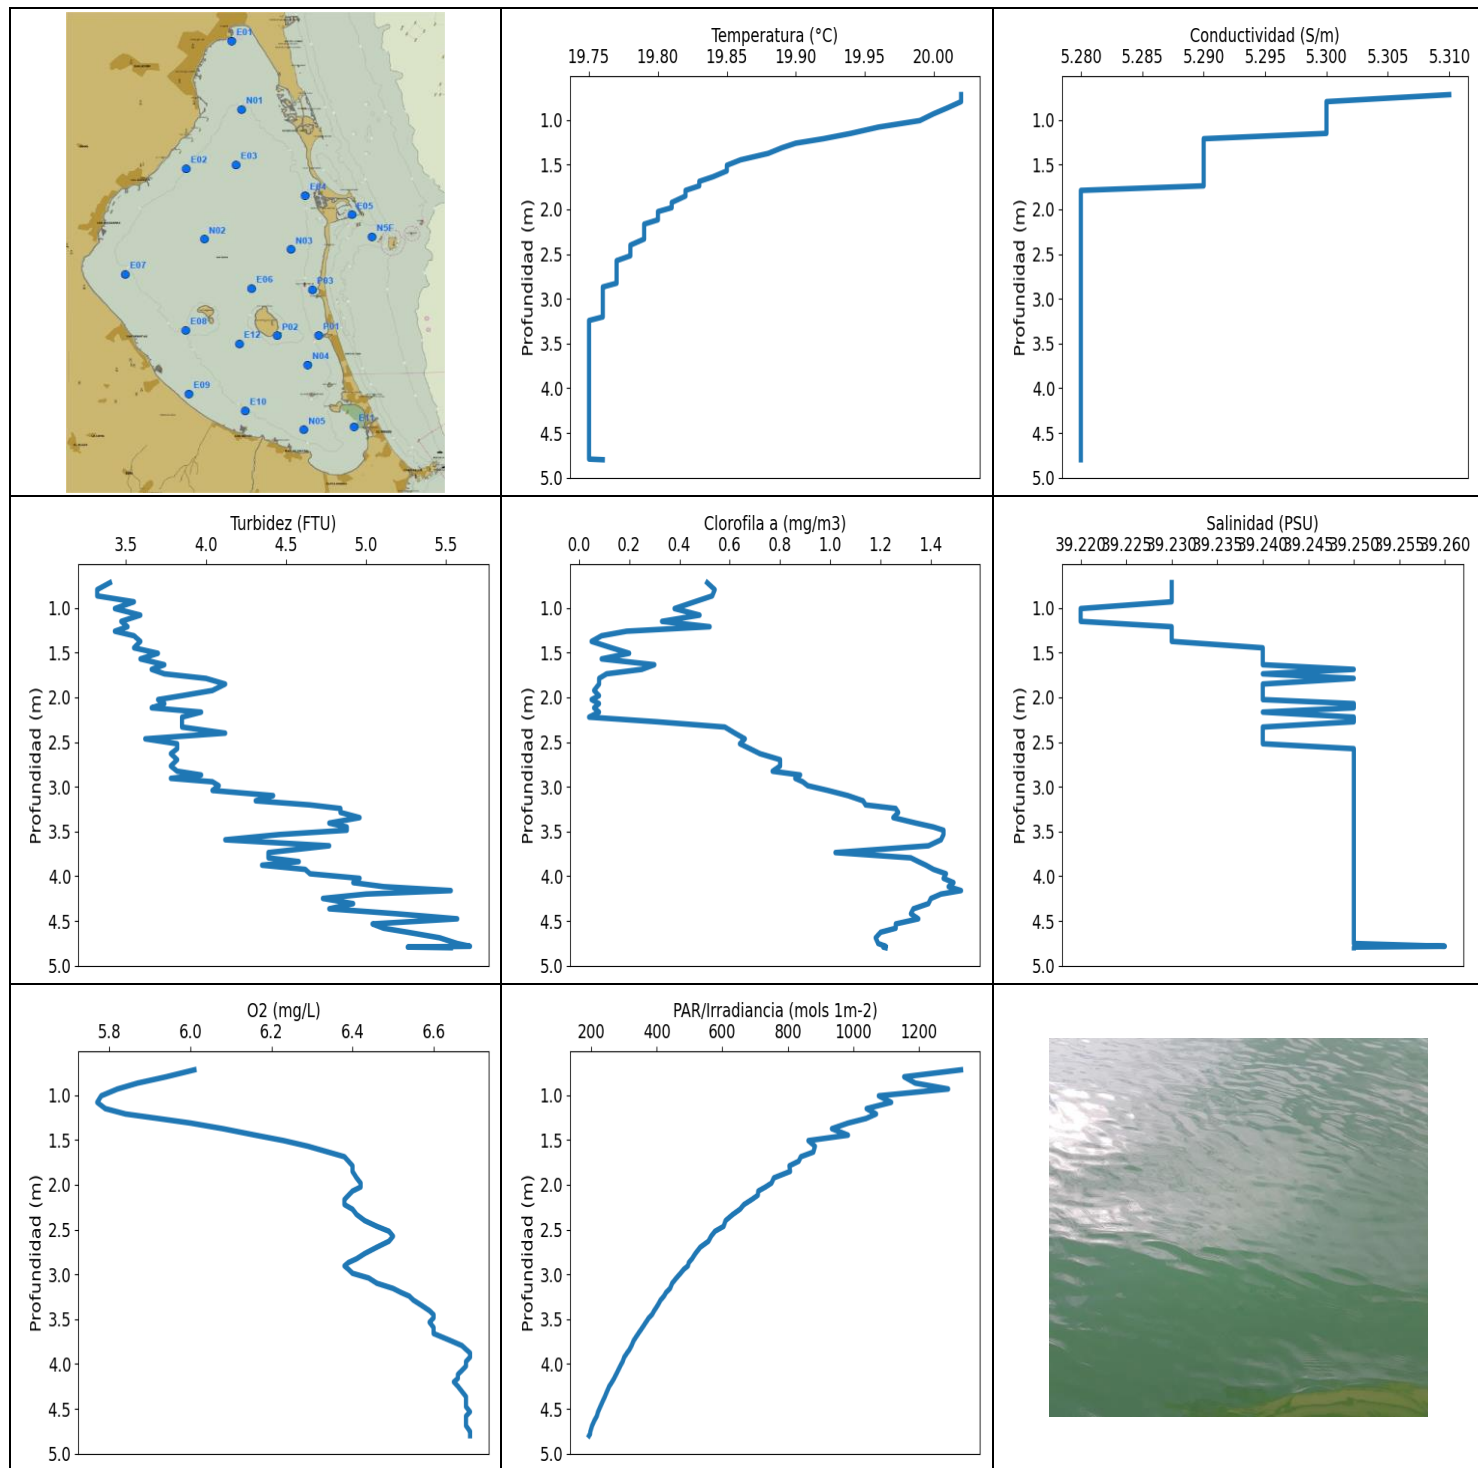 E01
N01
E02
E03
E04
E05
N5F
N02
N03
E07
E06
P03
E08
E12
P02
P01
N04
E09
E10
N05
E11
Temperatura (°C)
19.75 19.80 19.85 19.90 19.95 20.00
Profundidad (m)
1.0
1.5
2.0
2.5
3.0
3.5
4.0
4.5
5.0
Conductividad (S/m)
5.280 5.285 5.290 5.295 5.300 5.305 5.310
Profundidad (m)
1.0
1.5
2.0
2.5
3.0
3.5
4.0
4.5
5.0
Turbidez (FTU)
3.5 4.0 4.5 5.0 5.5
Profundidad (m)
1.0
1.5
2.0
2.5
3.0
3.5
4.0
4.5
5.0
Clorofila a (mg/m3)
0.0 0.2 0.4 0.6 0.8 1.0 1.2 1.4
Profundidad (m)
1.0
1.5
2.0
2.5
3.0
3.5
4.0
4.5
5.0
Salinidad (PSU)
39.220 39.225 39.230 39.235 39.240 39.245 39.250 39.255 39.260
Profundidad (m)
1.0
1.5
2.0
2.5
3.0
3.5
4.0
4.5
5.0
O2 (mg/L)
5.8 6.0 6.2 6.4 6.6
Profundidad (m)
1.0
1.5
2.0
2.5
3.0
3.5
4.0
4.5
5.0
PAR/Irradiancia (mols 1m-2)
200 400 600 800 1000 1200
Profundidad (m)
1.0
1.5
2.0
2.5
3.0
3.5
4.0
4.5
5.0